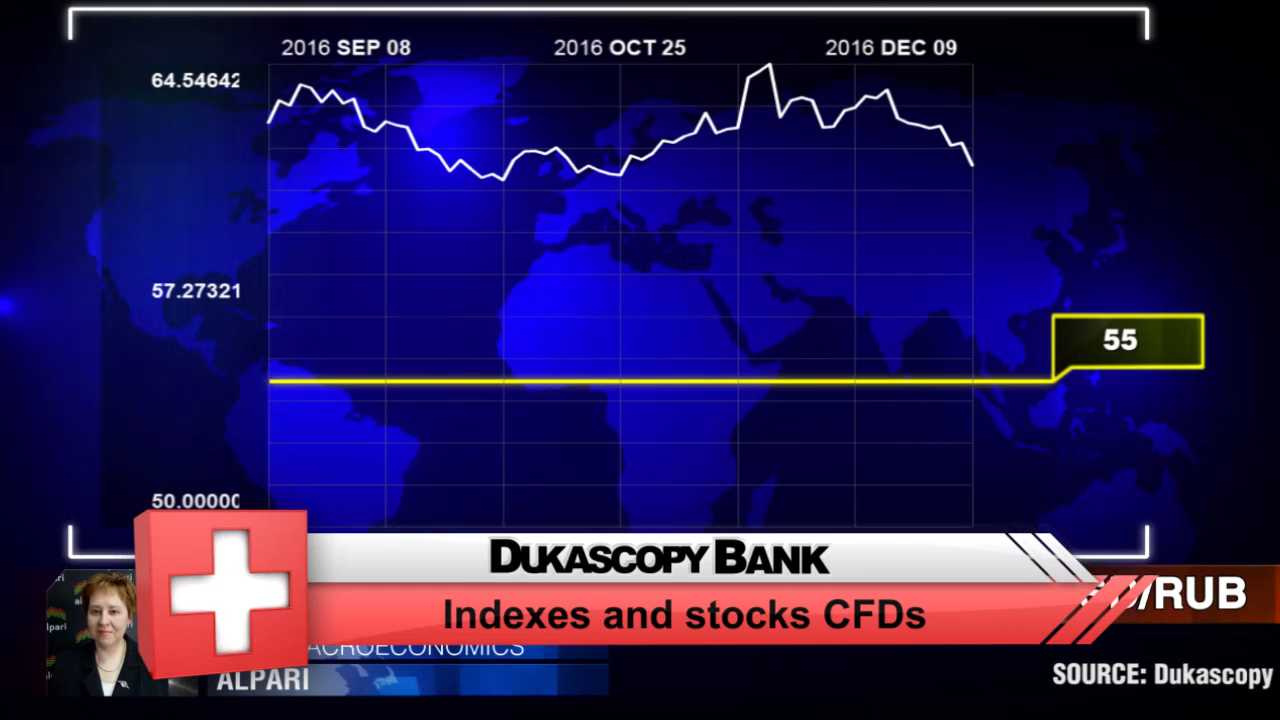 2016 SEP 08
2016 OCT 25
2016 DEC 09
64.54642
57.27321
55
50.00000
DUKASCOPY BANK
Indexes and stocks CFDs
/RUB
ACROECONOMICS
ALPARI
SOURCE: Dukascopy